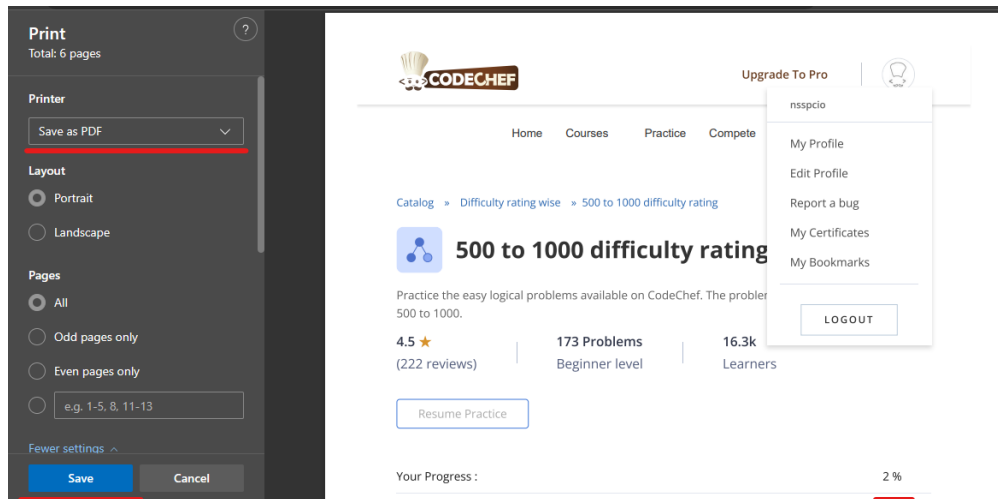 Print
?
Total: 6 pages
Printer
Save as PDF
Layout
Portrait
Landscape
Pages
All
Odd pages only
Even pages only
e.g. 1-5, 8, 11-13
Fewer settings
Save
Cancel
CODECHEF
Upgrade To Pro
nsspcio
My Profile
Edit Profile
Report a bug
My Certificates
My Bookmarks
LOGOUT
Home Courses Practice Compete
Catalog » Difficulty rating wise » 500 to 1000 difficulty rating
500 to 1000 difficulty rating
Practice the easy logical problems available on CodeChef. The probler
500 to 1000.
4.5 ★ 173 Problems 16.3k
(222 reviews) Beginner level Learners
Resume Practice
Your Progress : 2 %